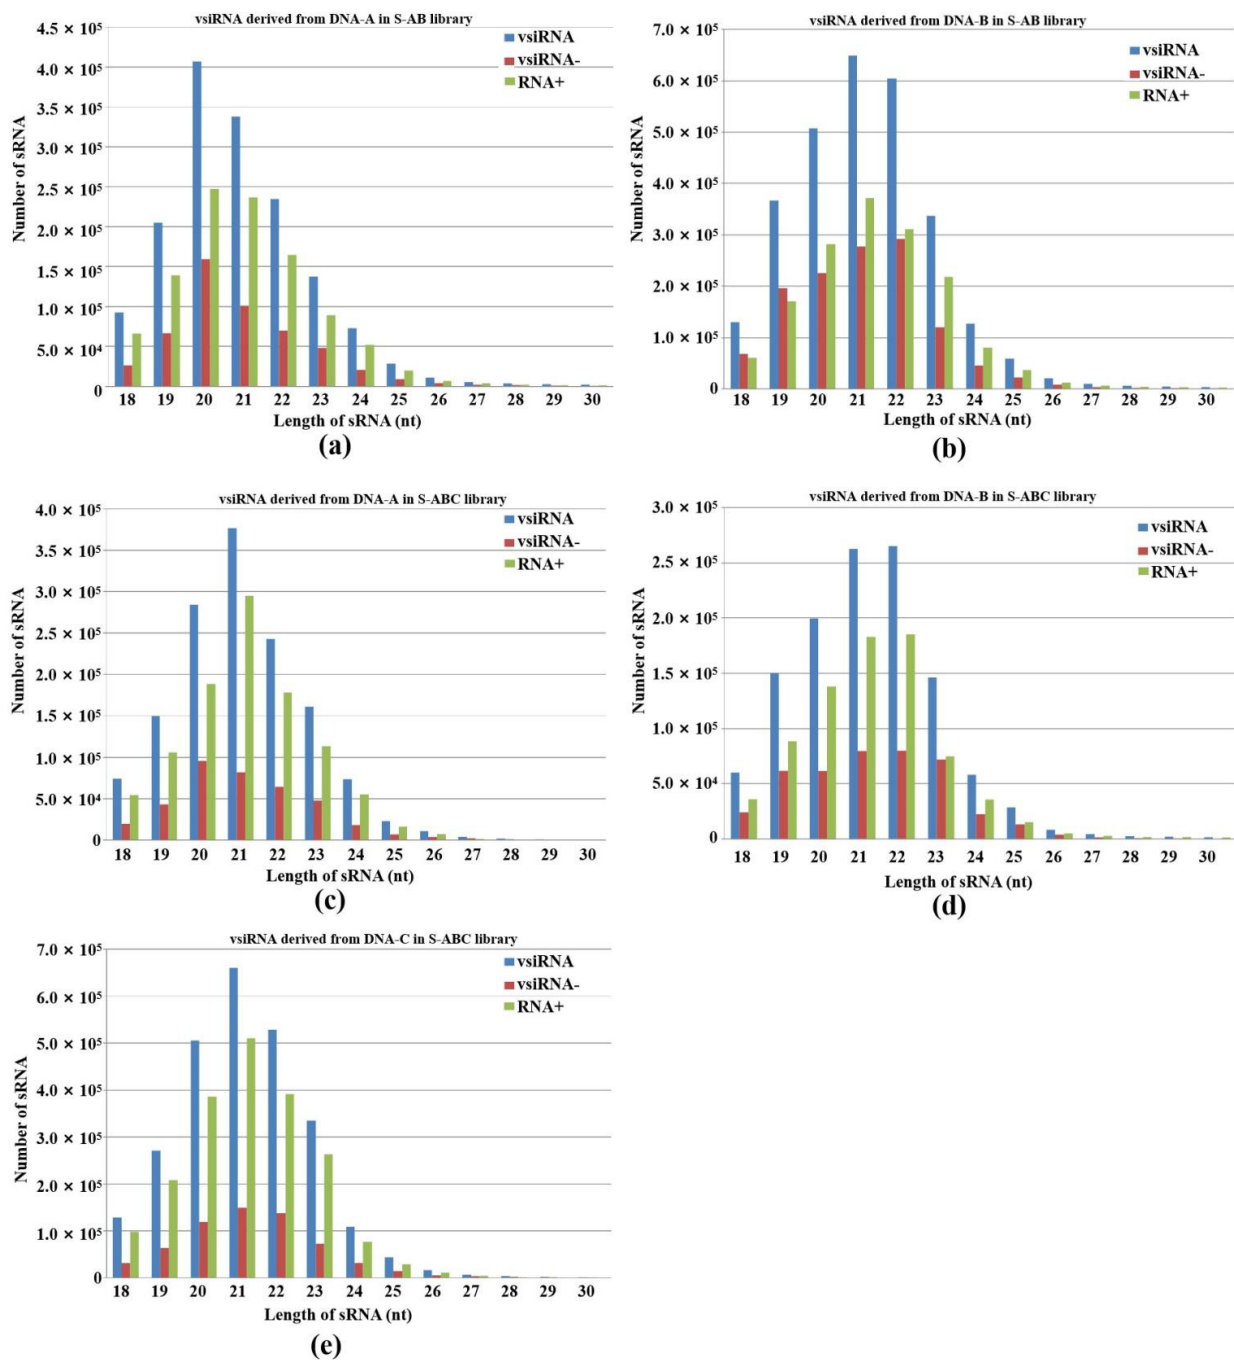 vsiRNA derived from DNA-A in S-AB library
vsiRNA
vsiRNA-
RNA+
Number of sRNA
4.5 × 10⁵
4.0 × 10⁵
3.5 × 10⁵
3.0 × 10⁵
2.5 × 10⁵
2.0 × 10⁵
1.5 × 10⁵
1.0 × 10⁵
5.0 × 10⁴
0
18 19 20 21 22 23 24 25 26 27 28 29 30
Length of sRNA (nt)
(a)
vsiRNA derived from DNA-B in S-AB library
vsiRNA
vsiRNA-
RNA+
Number of sRNA
7.0 × 10⁵
6.0 × 10⁵
5.0 × 10⁵
4.0 × 10⁵
3.0 × 10⁵
2.0 × 10⁵
1.0 × 10⁵
0
18 19 20 21 22 23 24 25 26 27 28 29 30
Length of sRNA (nt)
(b)
vsiRNA derived from DNA-A in S-ABC library
vsiRNA
vsiRNA-
RNA+
Number of sRNA
4.0 × 10⁵
3.5 × 10⁵
3.0 × 10⁵
2.5 × 10⁵
2.0 × 10⁵
1.5 × 10⁵
1.0 × 10⁵
5.0 × 10⁴
0
18 19 20 21 22 23 24 25 26 27 28 29 30
Length of sRNA (nt)
(c)
vsiRNA derived from DNA-B in S-ABC library
vsiRNA
vsiRNA-
RNA+
Number of sRNA
3.0 × 10⁵
2.5 × 10⁵
2.0 × 10⁵
1.5 × 10⁵
1.0 × 10⁵
5.0 × 10⁴
0
18 19 20 21 22 23 24 25 26 27 28 29 30
Length of sRNA (nt)
(d)
vsiRNA derived from DNA-C in S-ABC library
vsiRNA
vsiRNA-
RNA+
Number of sRNA
7.0 × 10⁵
6.0 × 10⁵
5.0 × 10⁵
4.0 × 10⁵
3.0 × 10⁵
2.0 × 10⁵
1.0 × 10⁵
0
18 19 20 21 22 23 24 25 26 27 28 29 30
Length of sRNA (nt)
(e)